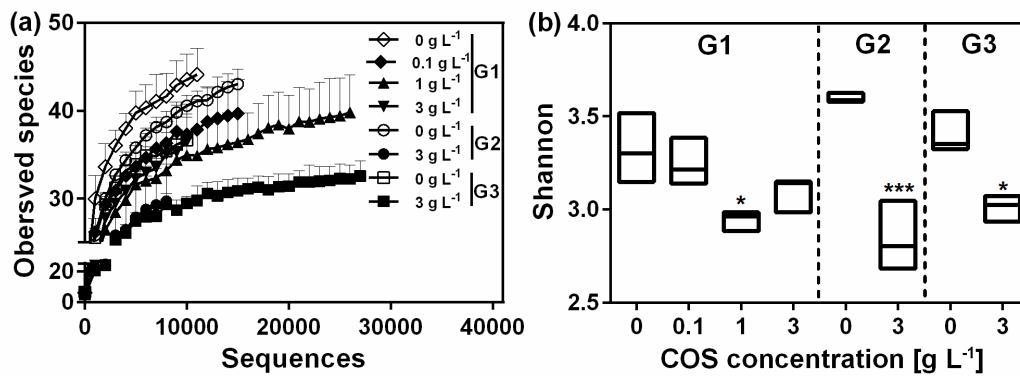 (a)
50
40
30
20
0
Obersved species
0 10000 20000 30000 40000
Sequences
0 g L⁻¹
0.1 g L⁻¹
1 g L⁻¹
3 g L⁻¹
G1
0 g L⁻¹
3 g L⁻¹
G2
0 g L⁻¹
3 g L⁻¹
G3
(b)
4.0
3.5
3.0
2.5
Shannon
G1 G2 G3
*
***
*
0 0.1 1 3 0 3 0 3
COS concentration [g L⁻¹]